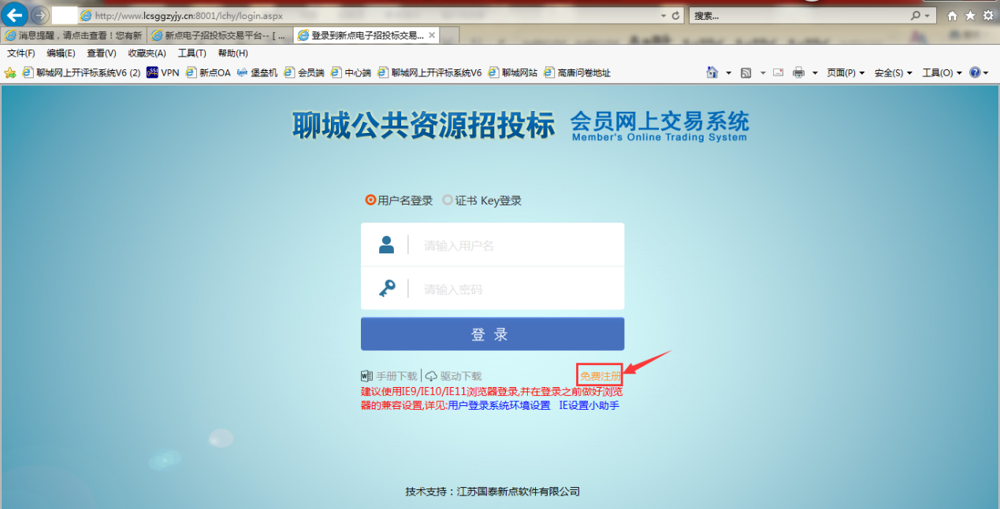 http://www.lcsggzyjy.cn:8001/lchy/login.aspx
搜索...
消息提醒，请点击查看！您有新
新点电子招投标交易平台-- [ ...
登录到新点电子招投标交易...
文件(F) 编辑(E) 查看(V) 收藏夹(A) 工具(T) 帮助(H)
聊城网上开评标系统V6 (2) VPN 新点OA 堡垒机 会员端 中心端 聊城网上开评标系统V6 聊城网站 高唐问卷地址 页面(P) 安全(S) 工具(O)
聊城公共资源招投标 会员网上交易系统
Member's Online Trading System
用户名登录 证书 Key登录
请输入用户名
请输入密码
登 录
手册下载 驱动下载 免费注册
建议使用IE9/IE10/IE11浏览器登录,并在登录之前做好浏览
器的兼容设置,详见:用户登录系统环境设置 IE设置小助手
技术支持：江苏国泰新点软件有限公司